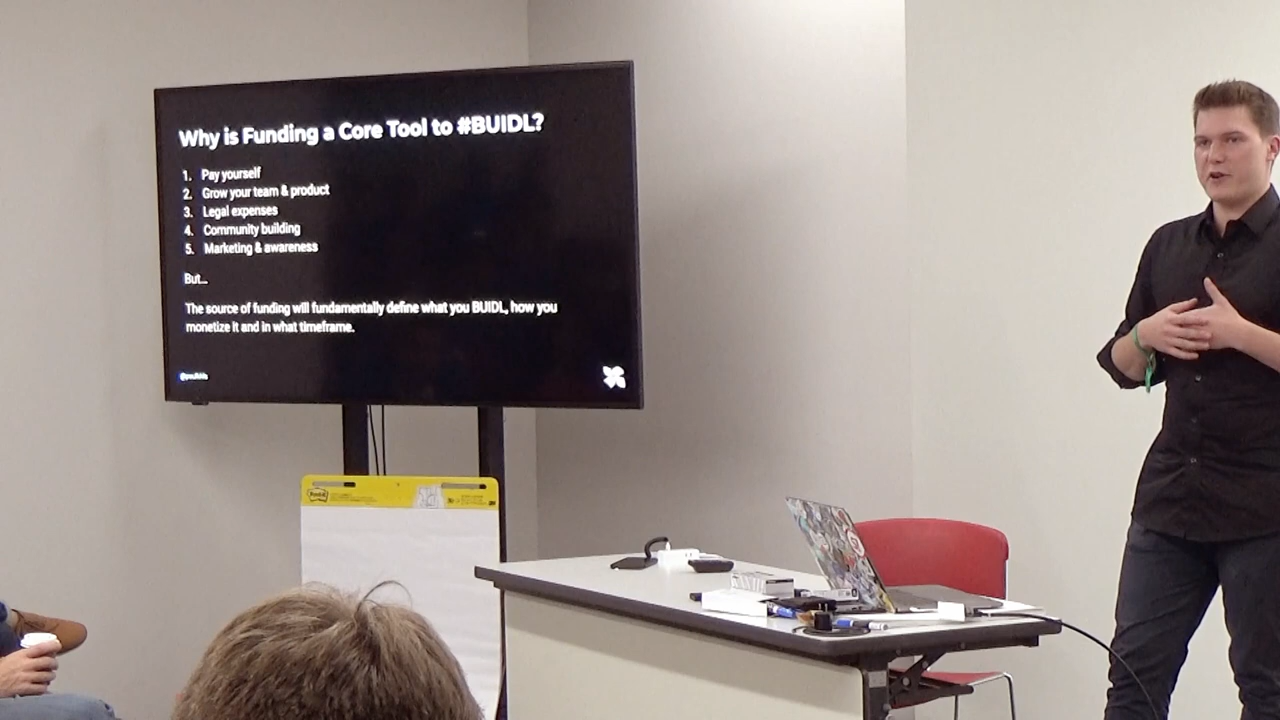 Why is Funding a Core Tool to #BUIDL?
1. Pay yourself
2. Grow your team & product
3. Legal expenses
4. Community building
5. Marketing & awareness
But...
The source of funding will fundamentally define what you BUIDL, how you
monetize it and in what timeframe.
Post-it